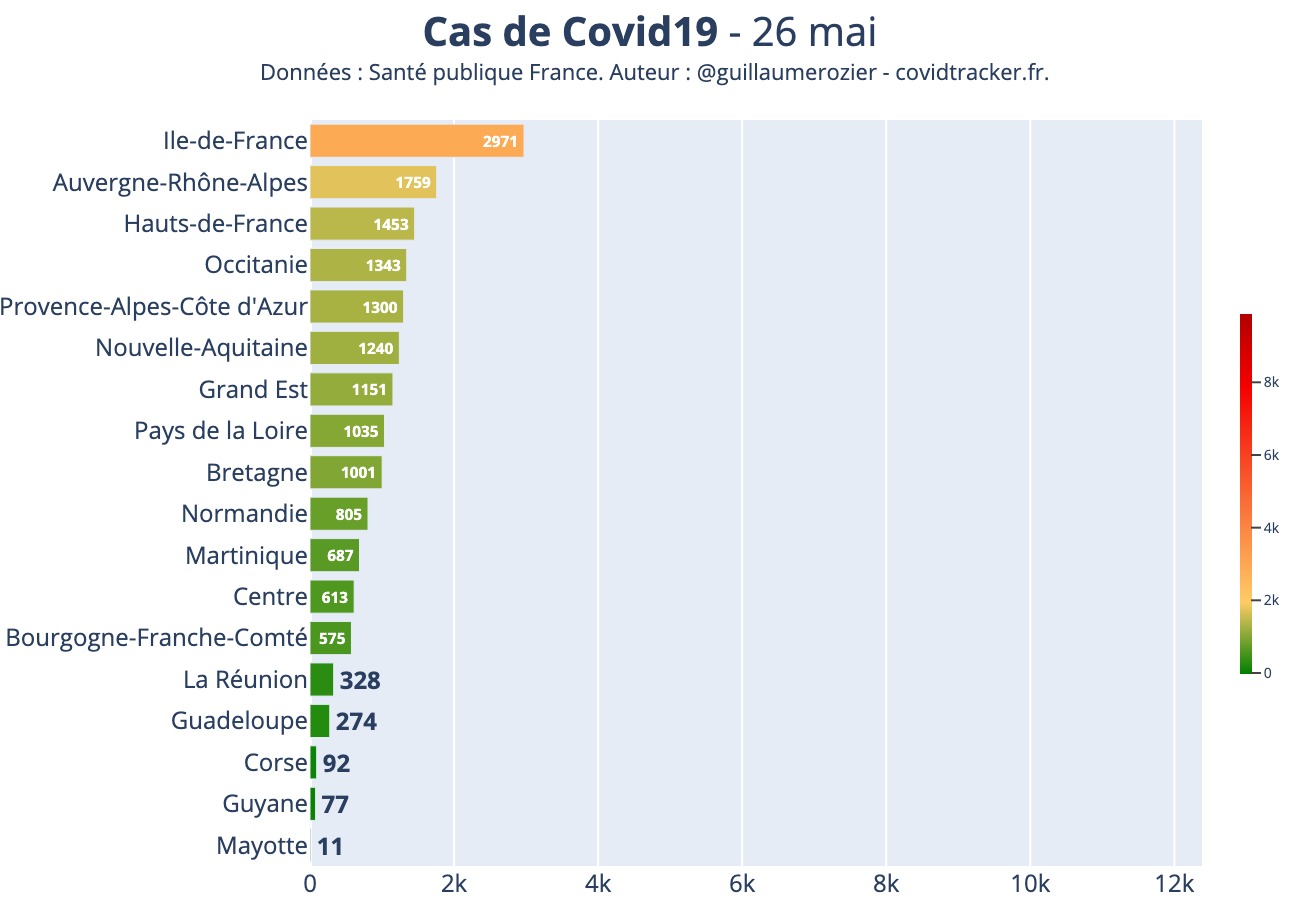 Cas de Covid19 - 26 mai
Données : Santé publique France. Auteur : @guillaumerozier - covidtracker.fr.
Ile-de-France 2971
Auvergne-Rhône-Alpes 1759
Hauts-de-France 1453
Occitanie 1343
Provence-Alpes-Côte d'Azur 1300
Nouvelle-Aquitaine 1240
Grand Est 1151
Pays de la Loire 1035
Bretagne 1001
Normandie 805
Martinique 687
Centre 613
Bourgogne-Franche-Comté 575
La Réunion 328
Guadeloupe 274
Corse 92
Guyane 77
Mayotte 11
0 2k 4k 6k 8k 10k 12k
8k
6k
4k
2k
0